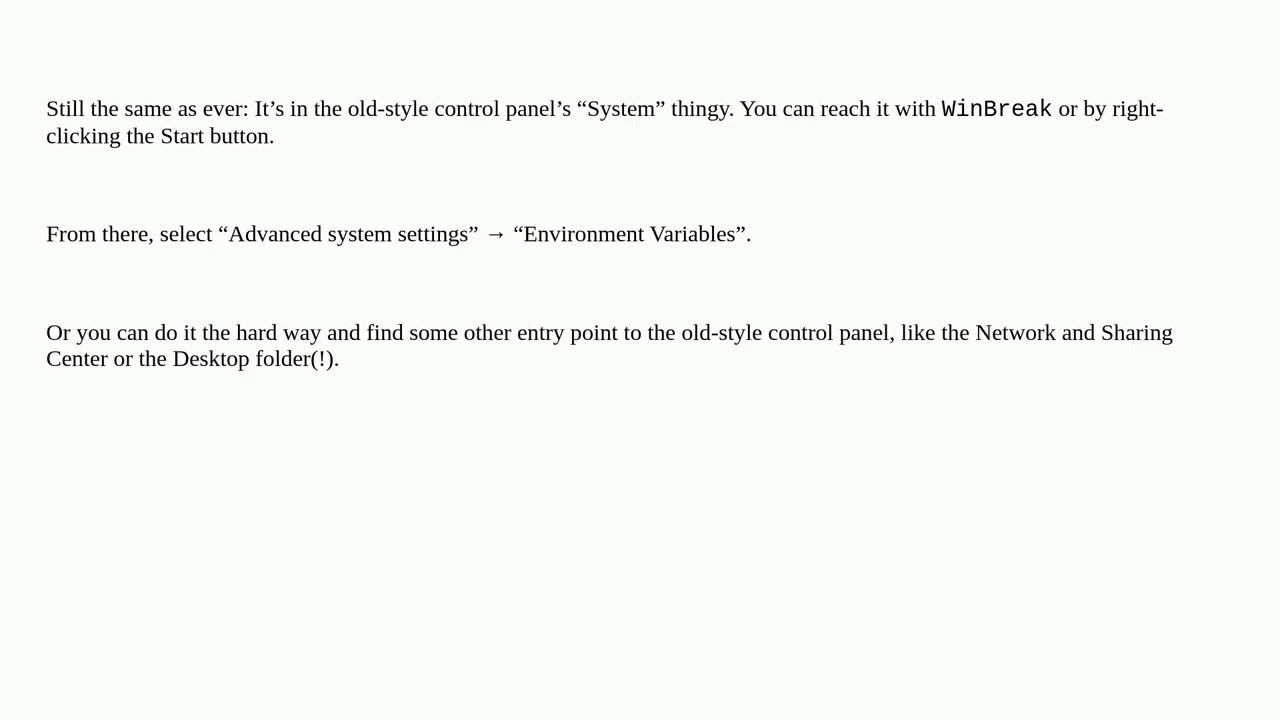 Still the same as ever: It’s in the old-style control panel’s “System” thingy. You can reach it with WinBreak or by right-
clicking the Start button.
From there, select “Advanced system settings” → “Environment Variables”.
Or you can do it the hard way and find some other entry point to the old-style control panel, like the Network and Sharing
Center or the Desktop folder(!).